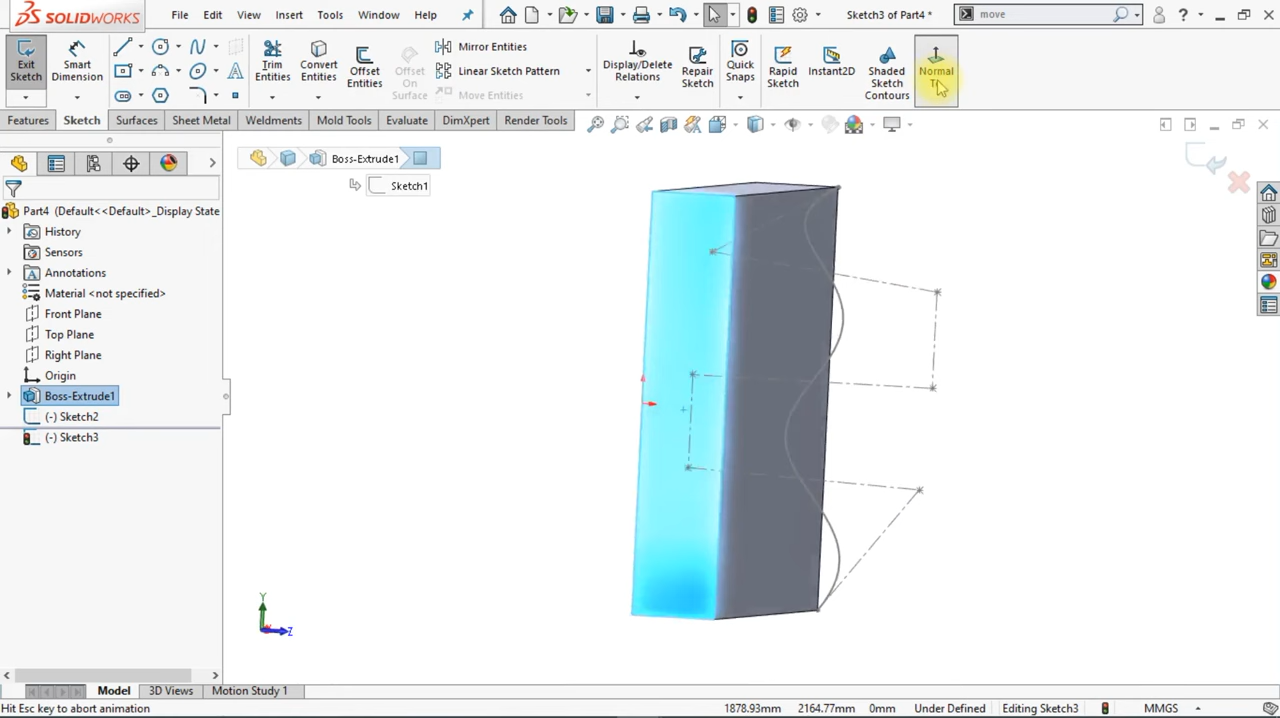 SOLIDWORKS File Edit View Insert Tools Window Help Sketch3 of Part4 * move ?
Exit Sketch
Smart Dimension
Trim Entities
Convert Entities
Offset Entities
Offset On Surface
Mirror Entities
Linear Sketch Pattern
Move Entities
Display/Delete Relations
Repair Sketch
Quick Snaps
Rapid Sketch
Instant2D
Shaded Sketch Contours
Normal
Features Sketch Surfaces Sheet Metal Weldments Mold Tools Evaluate DimXpert Render Tools
Boss-Extrude1
Sketch1
Part4 (Default<<Default>_Display State
History
Sensors
Annotations
Material <not specified>
Front Plane
Top Plane
Right Plane
Origin
Boss-Extrude1
(-) Sketch2
(-) Sketch3
Y
Z
Model 3D Views Motion Study 1
Hit Esc key to abort animation 1878.93mm 2164.77mm 0mm Under Defined Editing Sketch3 MMGS